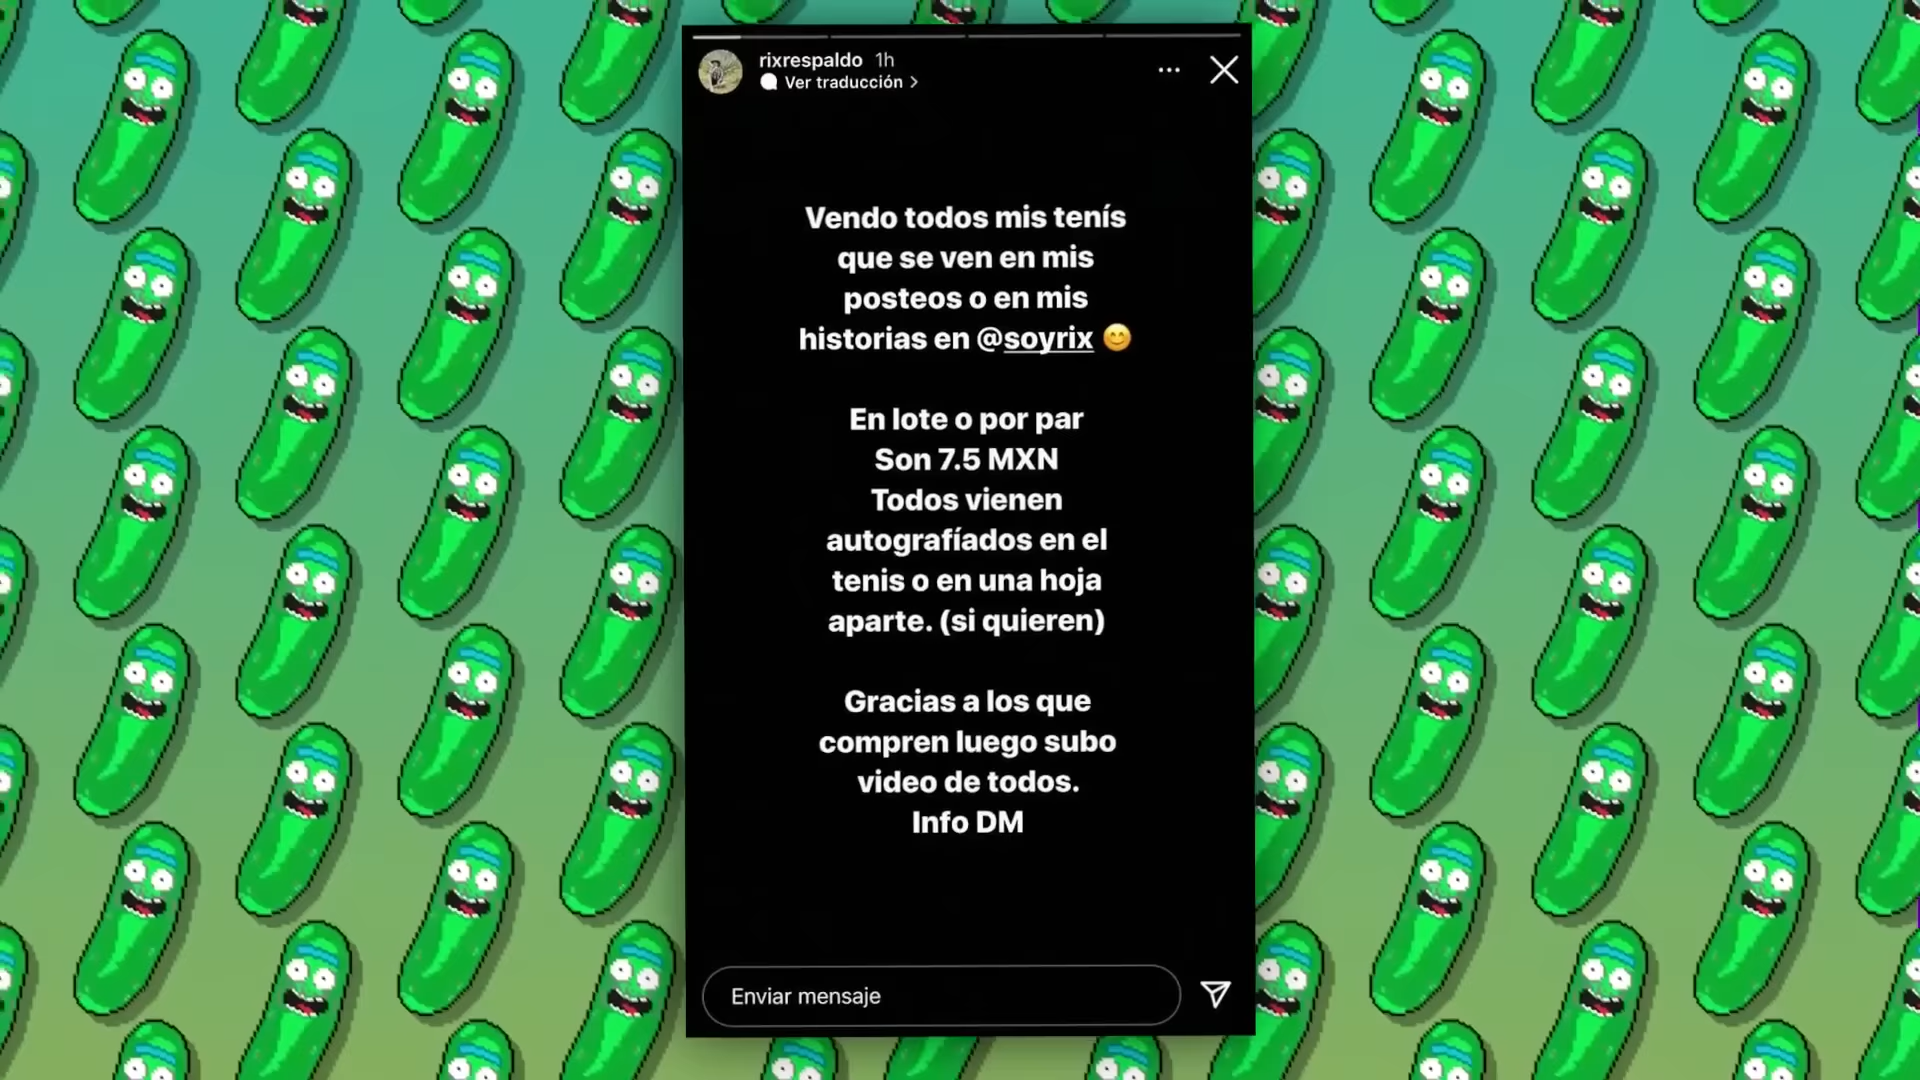 rixrespaldo 1h
Ver traducción >
Vendo todos mis tenís
que se ven en mis
posteos o en mis
historias en @soyrix 😊
En lote o por par
Son 7.5 MXN
Todos vienen
autografíados en el
tenis o en una hoja
aparte. (si quieren)
Gracias a los que
compren luego subo
video de todos.
Info DM
Enviar mensaje